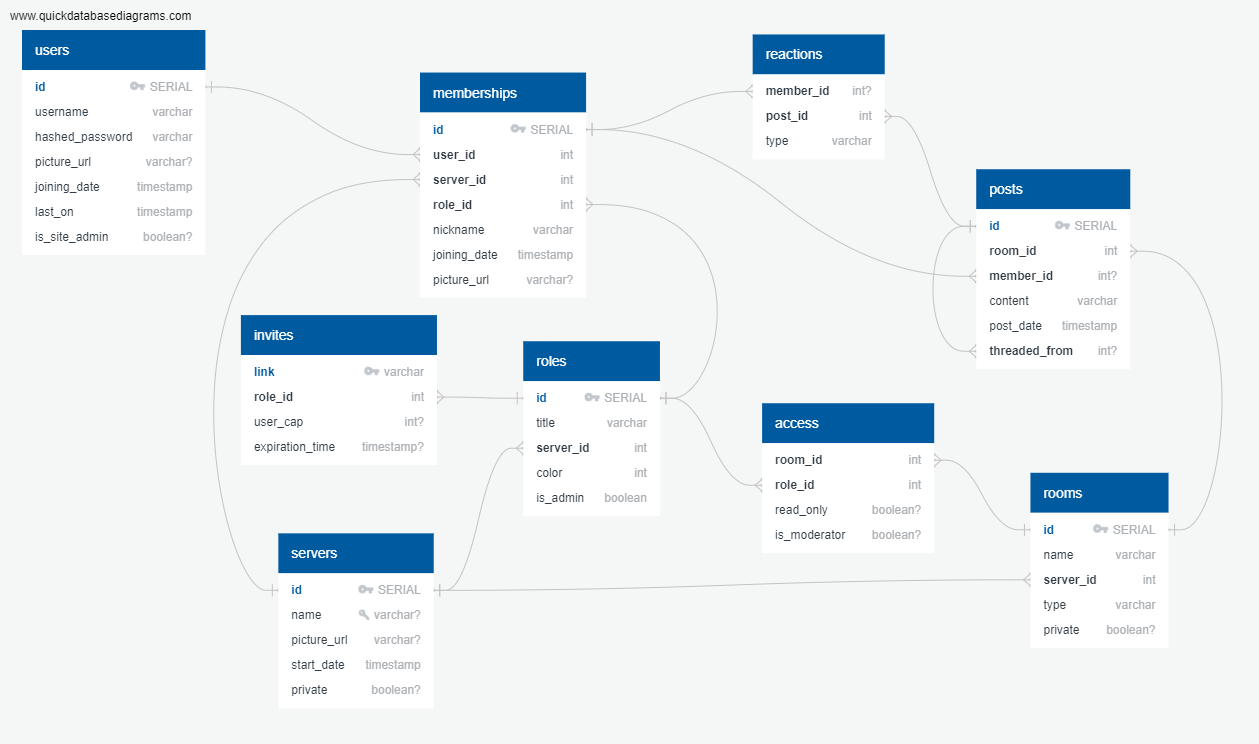 www.quickdatabasediagrams.com
users
id SERIAL
username varchar
hashed_password varchar
picture_url varchar?
joining_date timestamp
last_on timestamp
is_site_admin boolean?
memberships
id SERIAL
user_id int
server_id int
role_id int
nickname varchar
joining_date timestamp
picture_url varchar?
reactions
member_id int?
post_id int
type varchar
posts
id SERIAL
room_id int
member_id int?
content varchar
post_date timestamp
threaded_from int?
invites
link varchar
role_id int
user_cap int?
expiration_time timestamp?
roles
id SERIAL
title varchar
server_id int
color int
is_admin boolean
access
room_id int
role_id int
read_only boolean?
is_moderator boolean?
rooms
id SERIAL
name varchar
server_id int
type varchar
private boolean?
servers
id SERIAL
name varchar?
picture_url varchar?
start_date timestamp
private boolean?